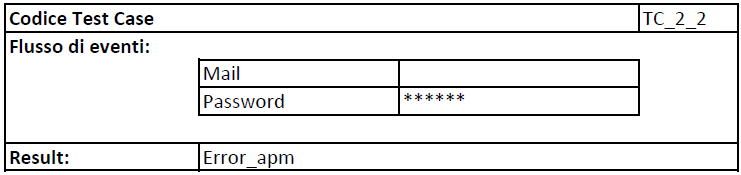 Codice Test Case TC_2_2
Flusso di eventi:
Mail
Password ******
Result: Error_apm